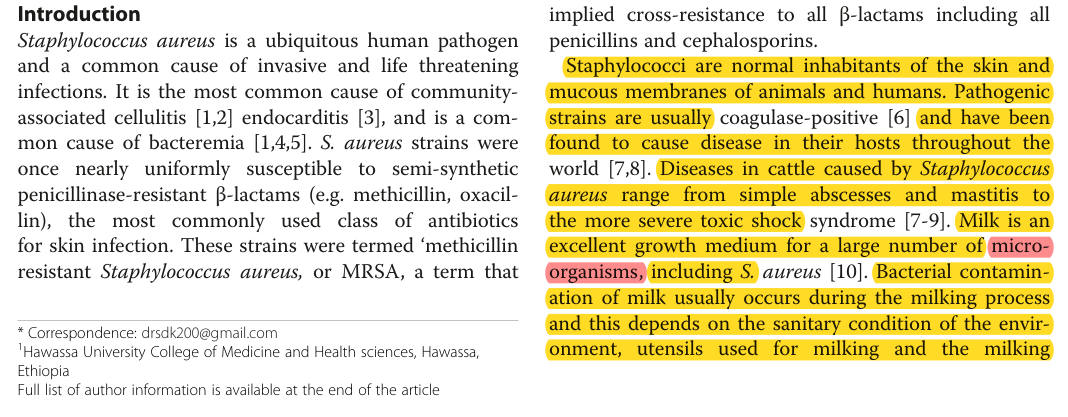 Introduction
Staphylococcus aureus is a ubiquitous human pathogen
and a common cause of invasive and life threatening
infections. It is the most common cause of community-
associated cellulitis [1,2] endocarditis [3], and is a com-
mon cause of bacteremia [1,4,5]. S. aureus strains were
once nearly uniformly susceptible to semi-synthetic
penicillinase-resistant β-lactams (e.g. methicillin, oxacil-
lin), the most commonly used class of antibiotics
for skin infection. These strains were termed ‘methicillin
resistant Staphylococcus aureus, or MRSA, a term that
* Correspondence: drsdk200@gmail.com
1Hawassa University College of Medicine and Health sciences, Hawassa,
Ethiopia
Full list of author information is available at the end of the article
implied cross-resistance to all β-lactams including all
penicillins and cephalosporins.
Staphylococci are normal inhabitants of the skin and
mucous membranes of animals and humans. Pathogenic
strains are usually coagulase-positive [6] and have been
found to cause disease in their hosts throughout the
world [7,8]. Diseases in cattle caused by Staphylococcus
aureus range from simple abscesses and mastitis to
the more severe toxic shock syndrome [7-9]. Milk is an
excellent growth medium for a large number of micro-
organisms, including S. aureus [10]. Bacterial contamin-
ation of milk usually occurs during the milking process
and this depends on the sanitary condition of the envir-
onment, utensils used for milking and the milking